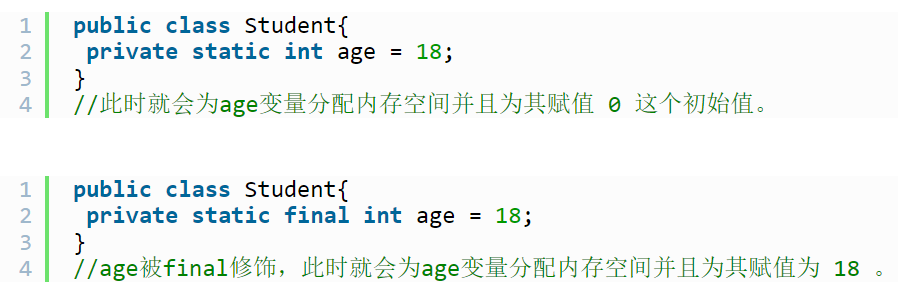 1 public class Student{
2 private static int age = 18;
3 }
4 //此时就会为age变量分配内存空间并且为其赋值 0 这个初始值。
1 public class Student{
2 private static final int age = 18;
3 }
4 //age被final修饰，此时就会为age变量分配内存空间并且为其赋值为 18 。